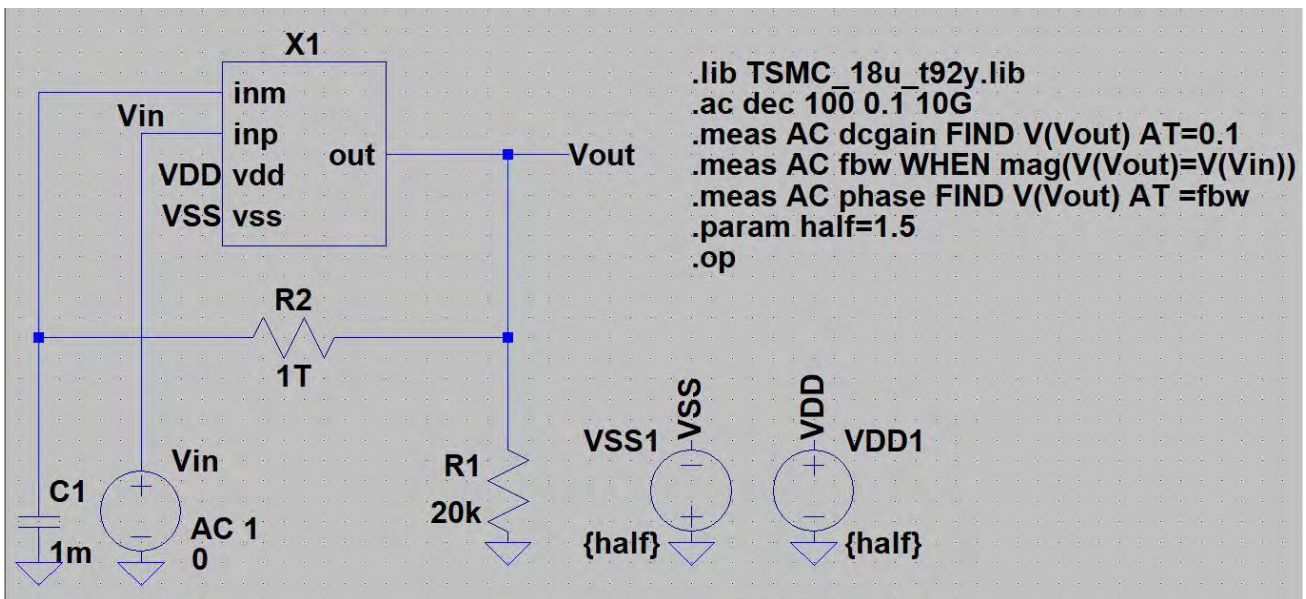 X1
inm
Vin
inp
out
Vout
VDD vdd
VSS vss
.lib TSMC_18u_t92y.lib
.ac dec 100 0.1 10G
.meas AC dcgain FIND V(Vout) AT=0.1
.meas AC fbw WHEN mag(V(Vout)=V(Vin))
.meas AC phase FIND V(Vout) AT =fbw
.param half=1.5
.op
R2
1T
C1
1m
Vin
AC 1
0
R1
20k
VSS1
VSS
{half}
VDD
VDD1
{half}